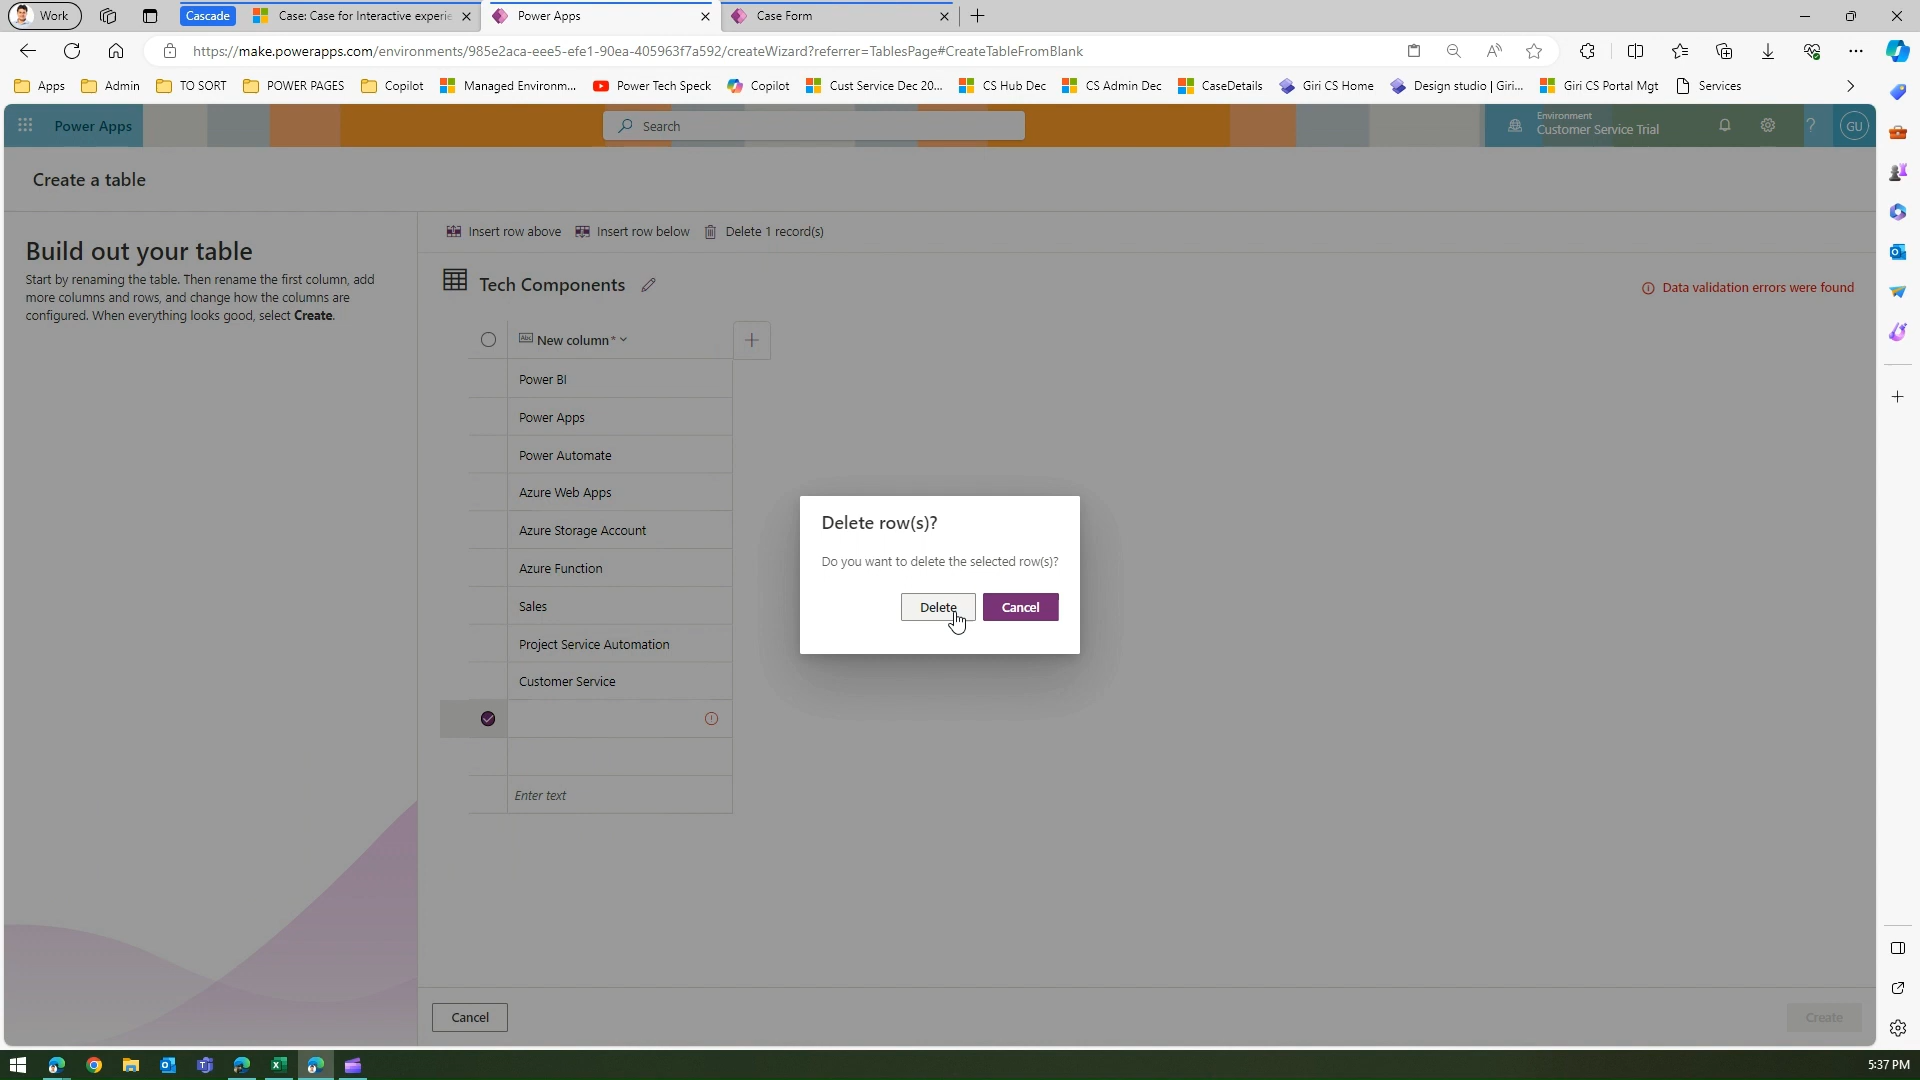 Work
Cascade
Case: Case for Interactive experie
Power Apps
Case Form
https://make.powerapps.com/environments/985e2aca-eee5-efe1-90ea-405963f7a592/createWizard?referrer=TablesPage#CreateTableFromBlank
Apps
Admin
TO SORT
POWER PAGES
Copilot
Managed Environm...
Power Tech Speck
Copilot
Cust Service Dec 20...
CS Hub Dec
CS Admin Dec
CaseDetails
Giri CS Home
Design studio | Giri...
Giri CS Portal Mgt
Services
Power Apps
Search
Environment
Customer Service Trial
?
GU
Create a table
Build out your table
Start by renaming the table. Then rename the first column, add
more columns and rows, and change how the columns are
configured. When everything looks good, select Create.
Insert row above
Insert row below
Delete 1 record(s)
Tech Components
Data validation errors were found
Abc New column *
Power BI
Power Apps
Power Automate
Azure Web Apps
Azure Storage Account
Azure Function
Sales
Project Service Automation
Customer Service
Enter text
Delete row(s)?
Do you want to delete the selected row(s)?
Delete
Cancel
Cancel
Create
5:37 PM